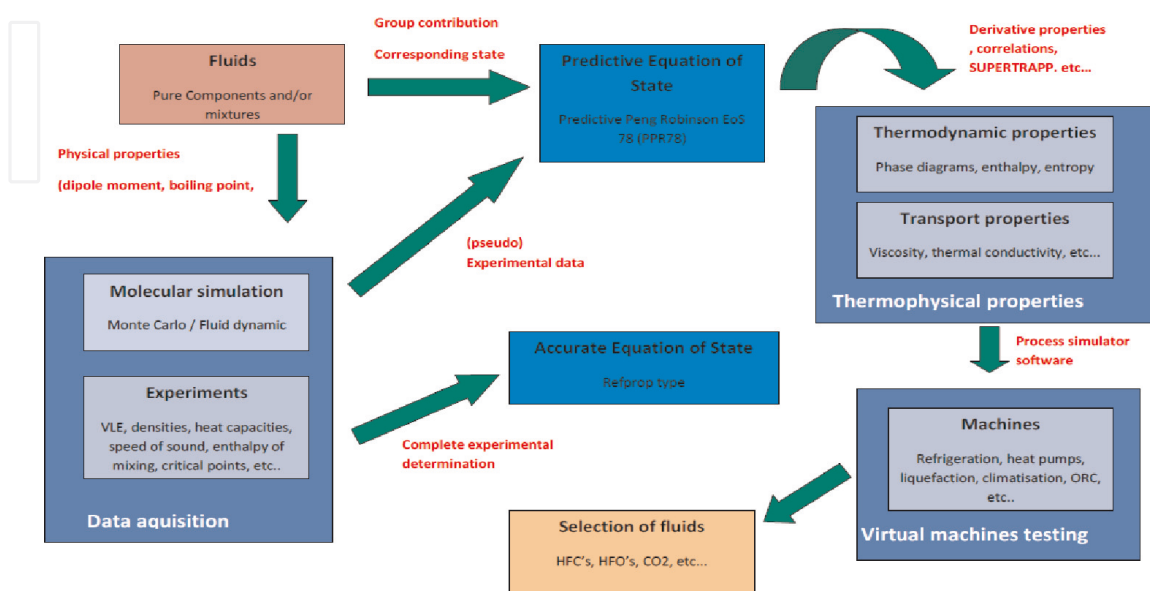 Group contribution
Corresponding state
Derivative properties
, correlations,
SUPERTRAPP. etc...
Fluids
Pure Components and/or
mixtures
Predictive Equation of
State
Predictive Peng Robinson EoS
78 (PPR78)
Physical properties
(dipole moment, boiling point,
Thermodynamic properties
Phase diagrams, enthalpy, entropy
Transport properties
Viscosity, thermal conductivity, etc...
Thermophysical properties
(pseudo)
Experimental data
Molecular simulation
Monte Carlo / Fluid dynamic
Experiments
VLE, densities, heat capacities,
speed of sound, enthalpy of
mixing, critical points, etc..
Data aquisition
Accurate Equation of State
Refprop type
Complete experimental
determination
Process simulator
software
Machines
Refrigeration, heat pumps,
liquefaction, climatisation, ORC,
etc..
Virtual machines testing
Selection of fluids
HFC's, HFO's, CO2, etc...